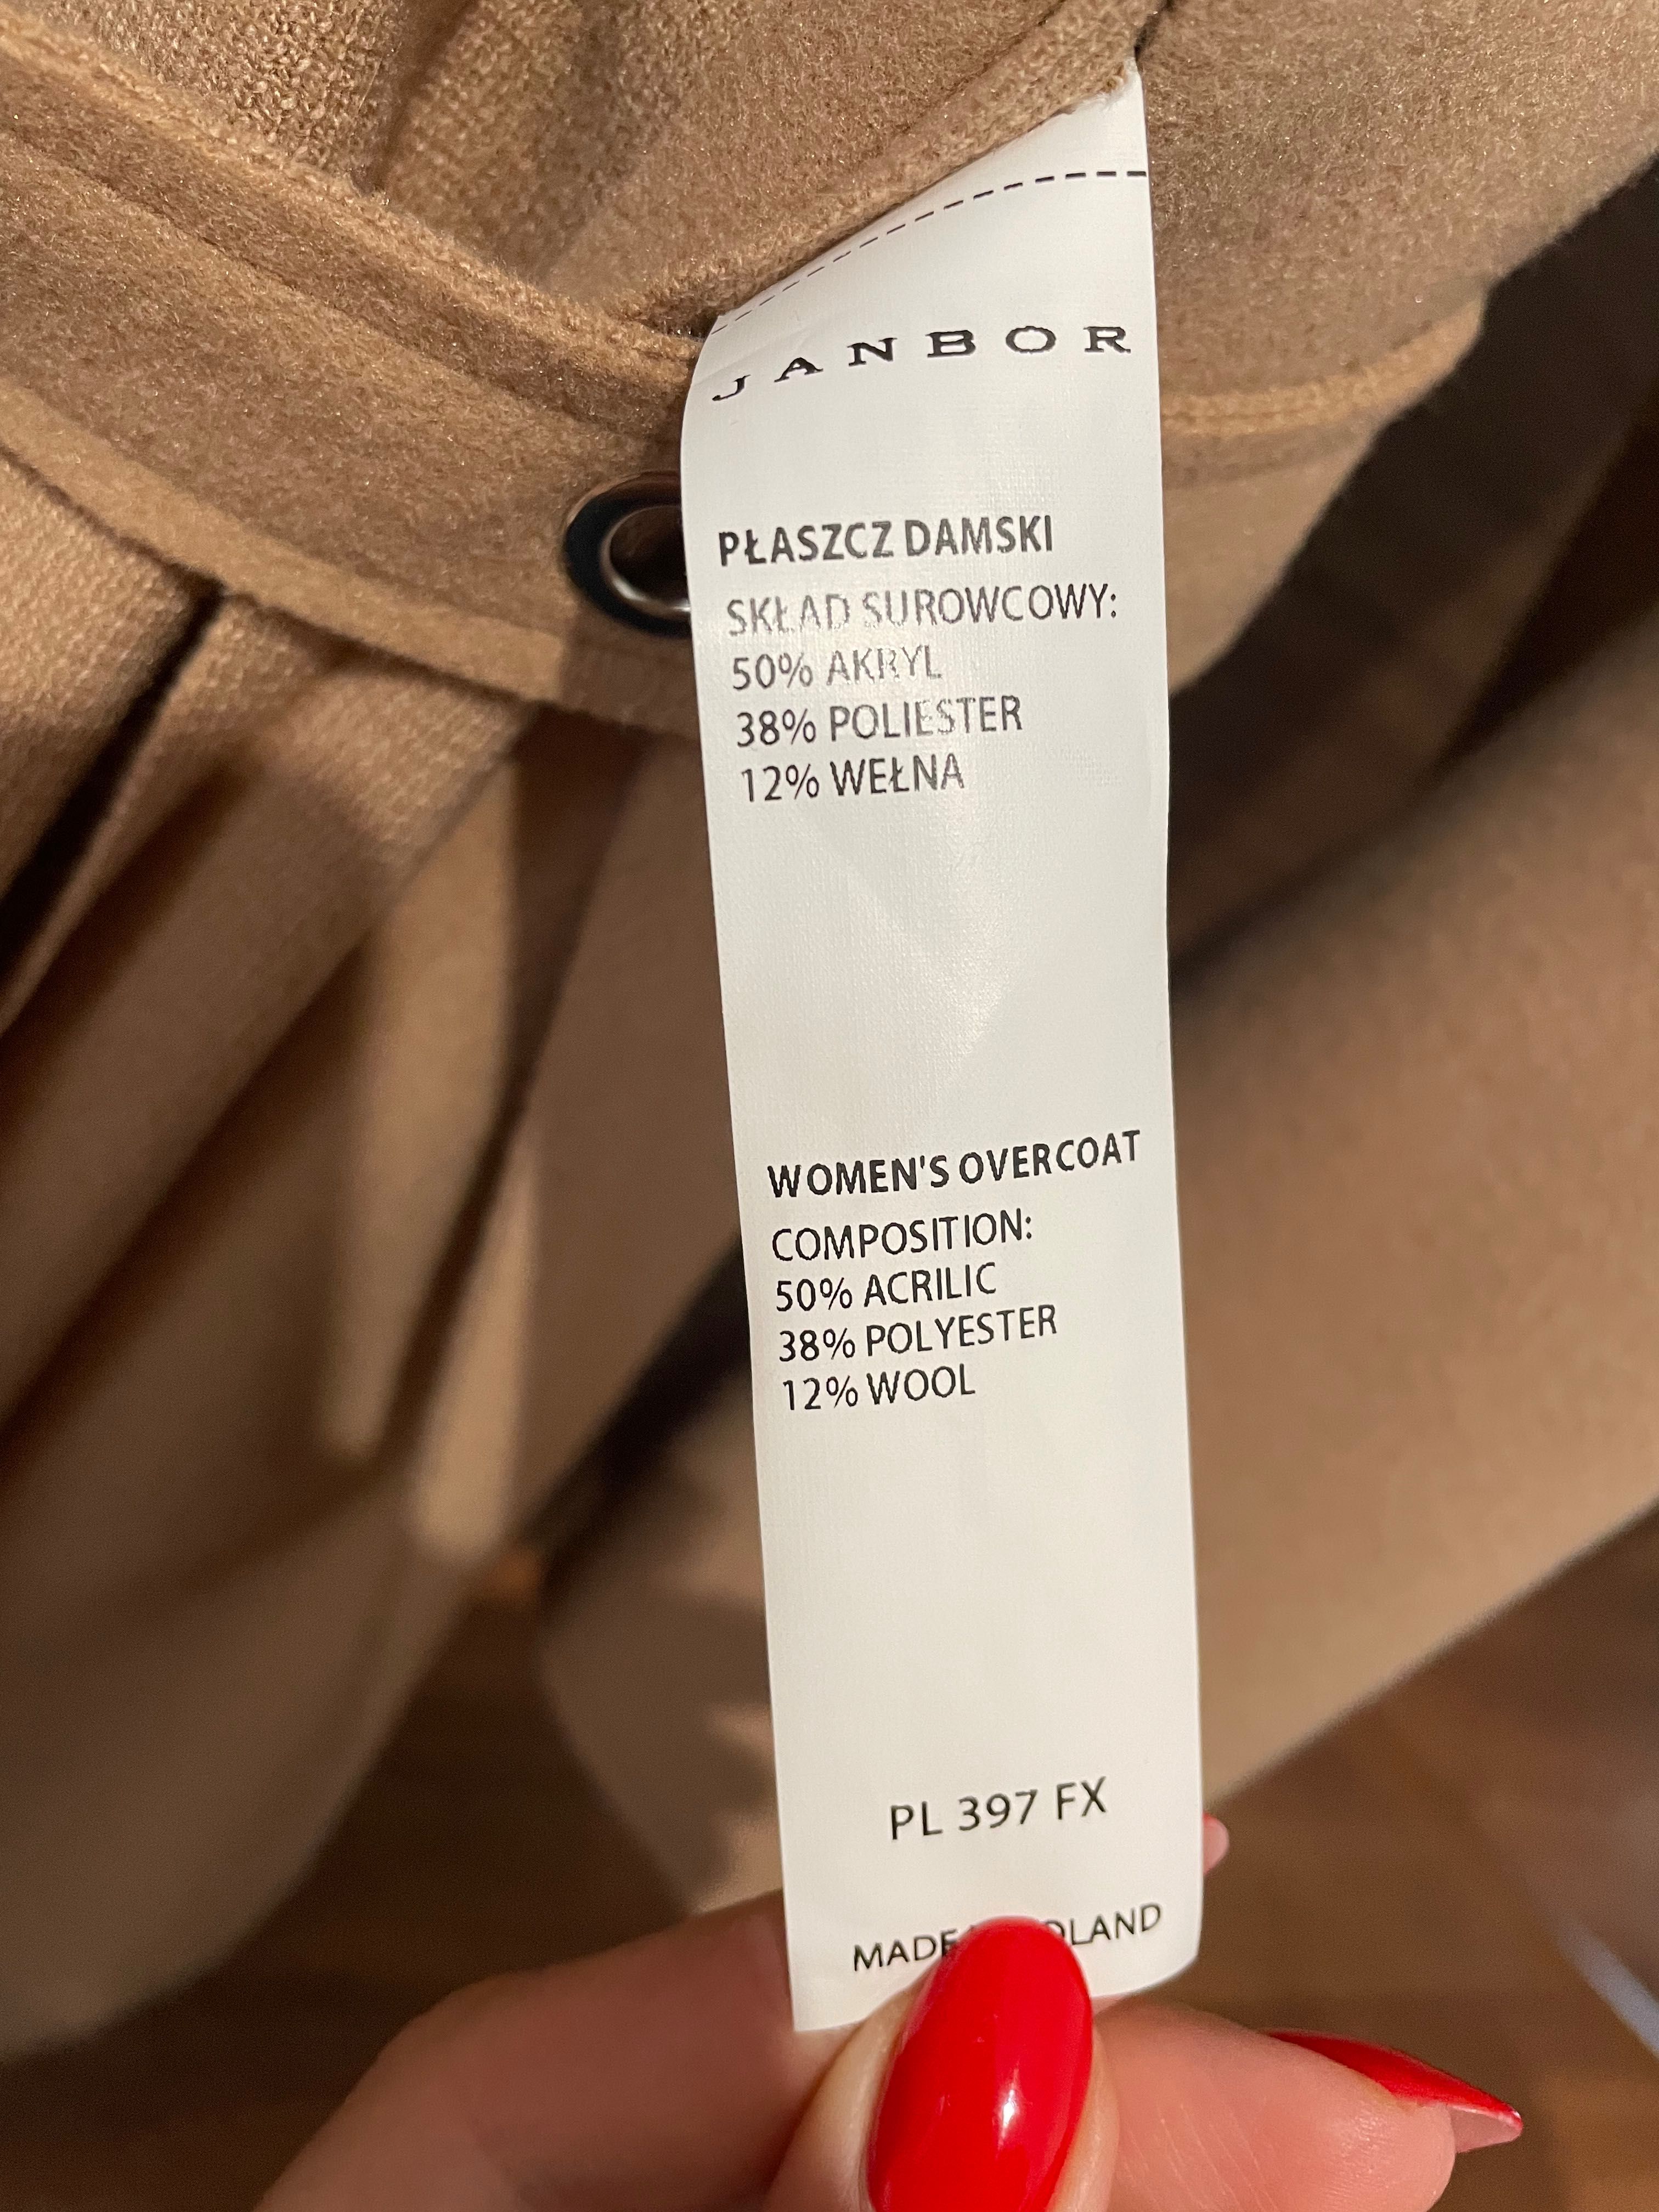 JANBOR
PŁASZCZ DAMSKI
SKŁAD SUROWCOWY:
50% AKRYL
38% POLIESTER
12% WEŁNA
WOMEN'S OVERCOAT
COMPOSITION:
50% ACRILIC
38% POLYESTER
12% WOOL
PL 397 FX
MADE